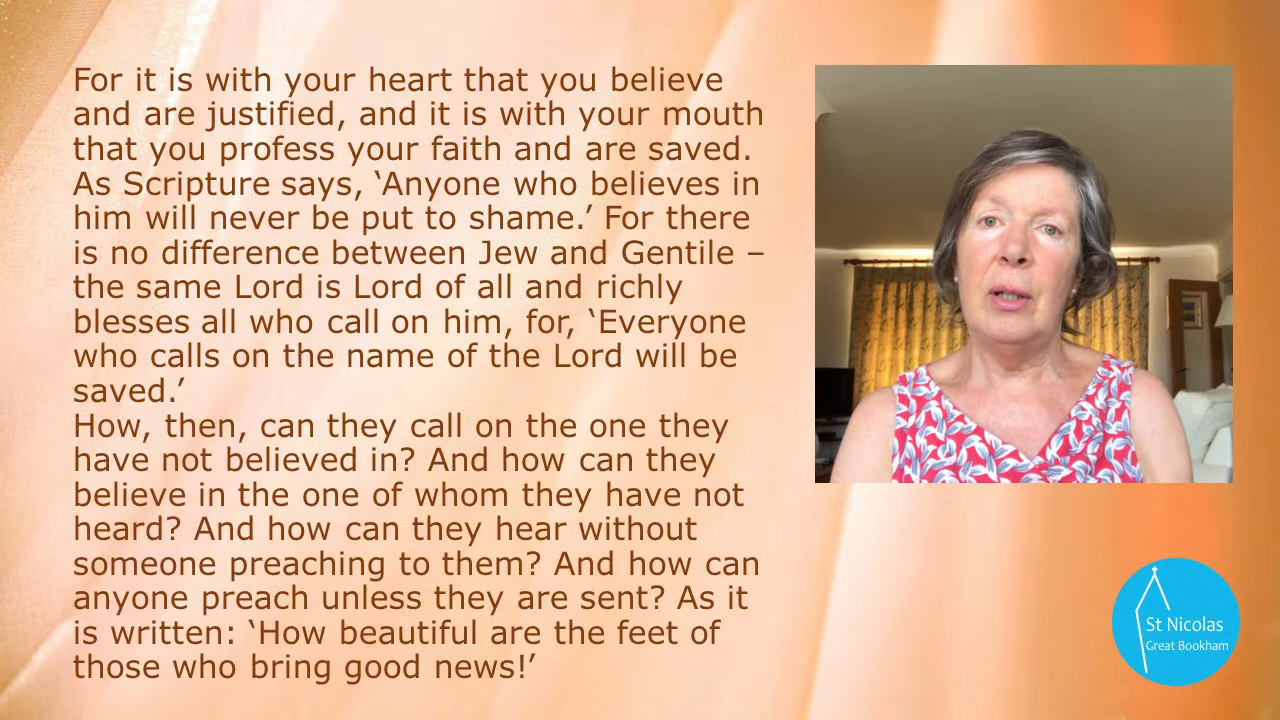 For it is with your heart that you believe
and are justified, and it is with your mouth
that you profess your faith and are saved.
As Scripture says, ‘Anyone who believes in
him will never be put to shame.’ For there
is no difference between Jew and Gentile –
the same Lord is Lord of all and richly
blesses all who call on him, for, ‘Everyone
who calls on the name of the Lord will be
saved.’
How, then, can they call on the one they
have not believed in? And how can they
believe in the one of whom they have not
heard? And how can they hear without
someone preaching to them? And how can
anyone preach unless they are sent? As it
is written: ‘How beautiful are the feet of
those who bring good news!’
St Nicolas
Great Bookham